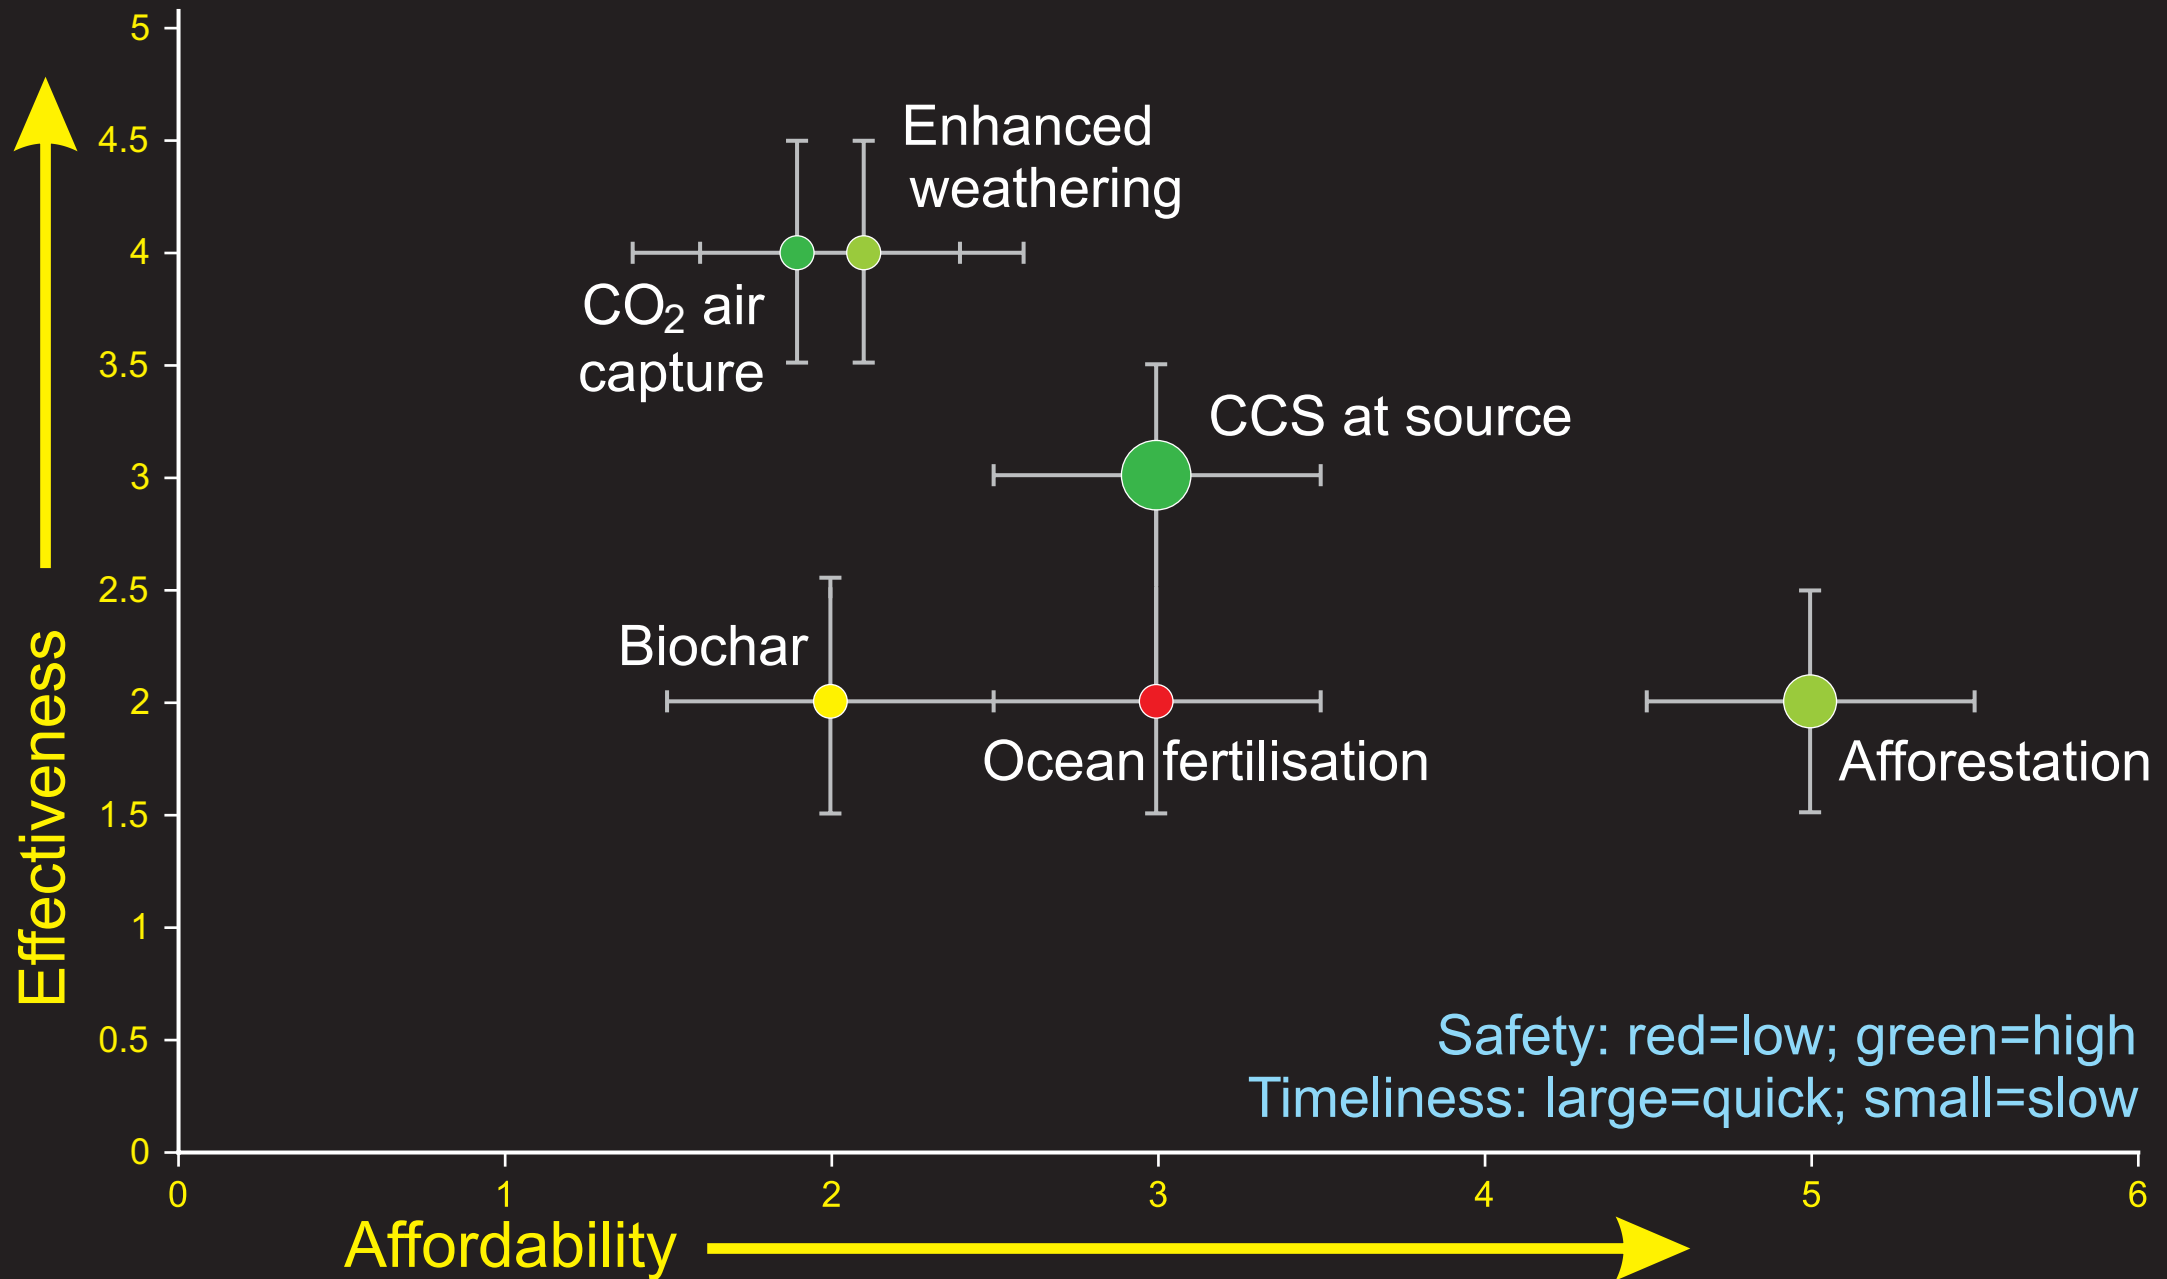 5
4.5
4
3.5
3
2.5
2
1.5
1
0.5
0
Effectiveness
Enhanced
weathering
CO₂ air
capture
CCS at source
Biochar
Ocean fertilisation
Afforestation
Safety: red=low; green=high
Timeliness: large=quick; small=slow
0 1 2 3 4 5 6
Affordability